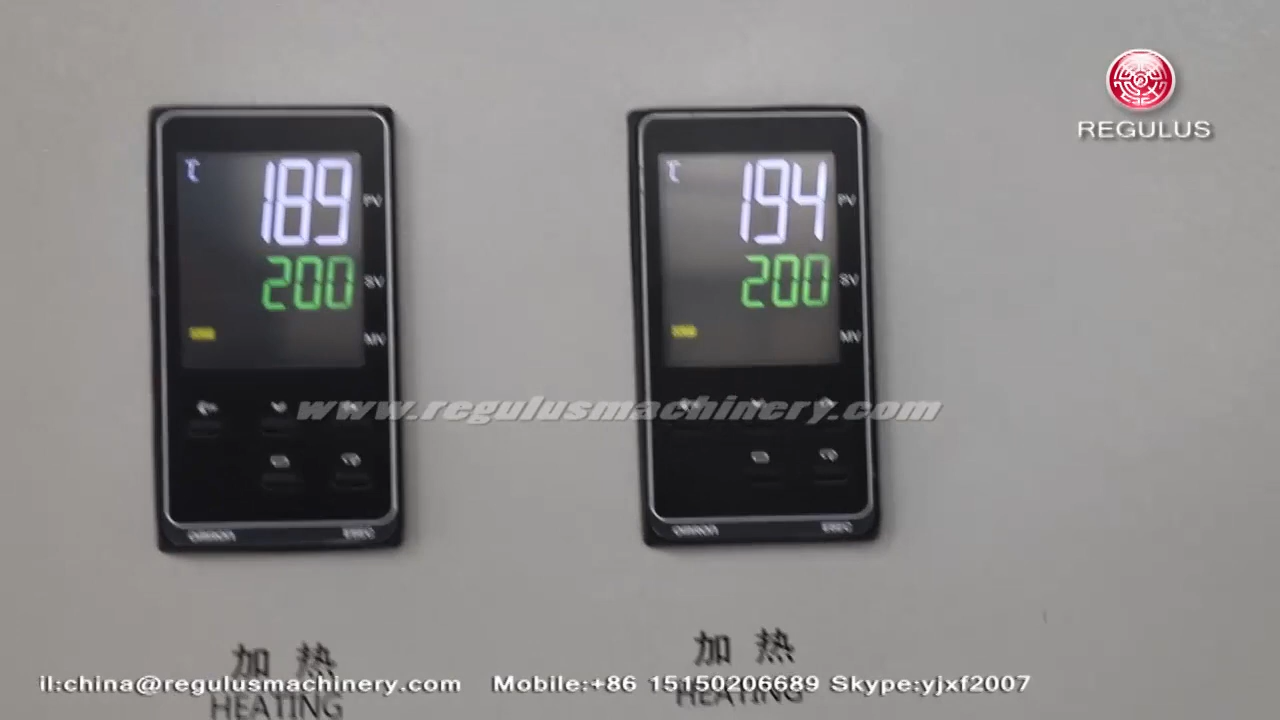 REGULUS
℃ 189 PV
200 SV
MV
℃ 194 PV
200 SV
MV
www.regulusmachinery.com
OMRON E5EC
OMRON E5EC
加热
HEATING
加热
HEATING
il:china@regulusmachinery.com Mobile:+86 15150206689 Skype:yjxf2007